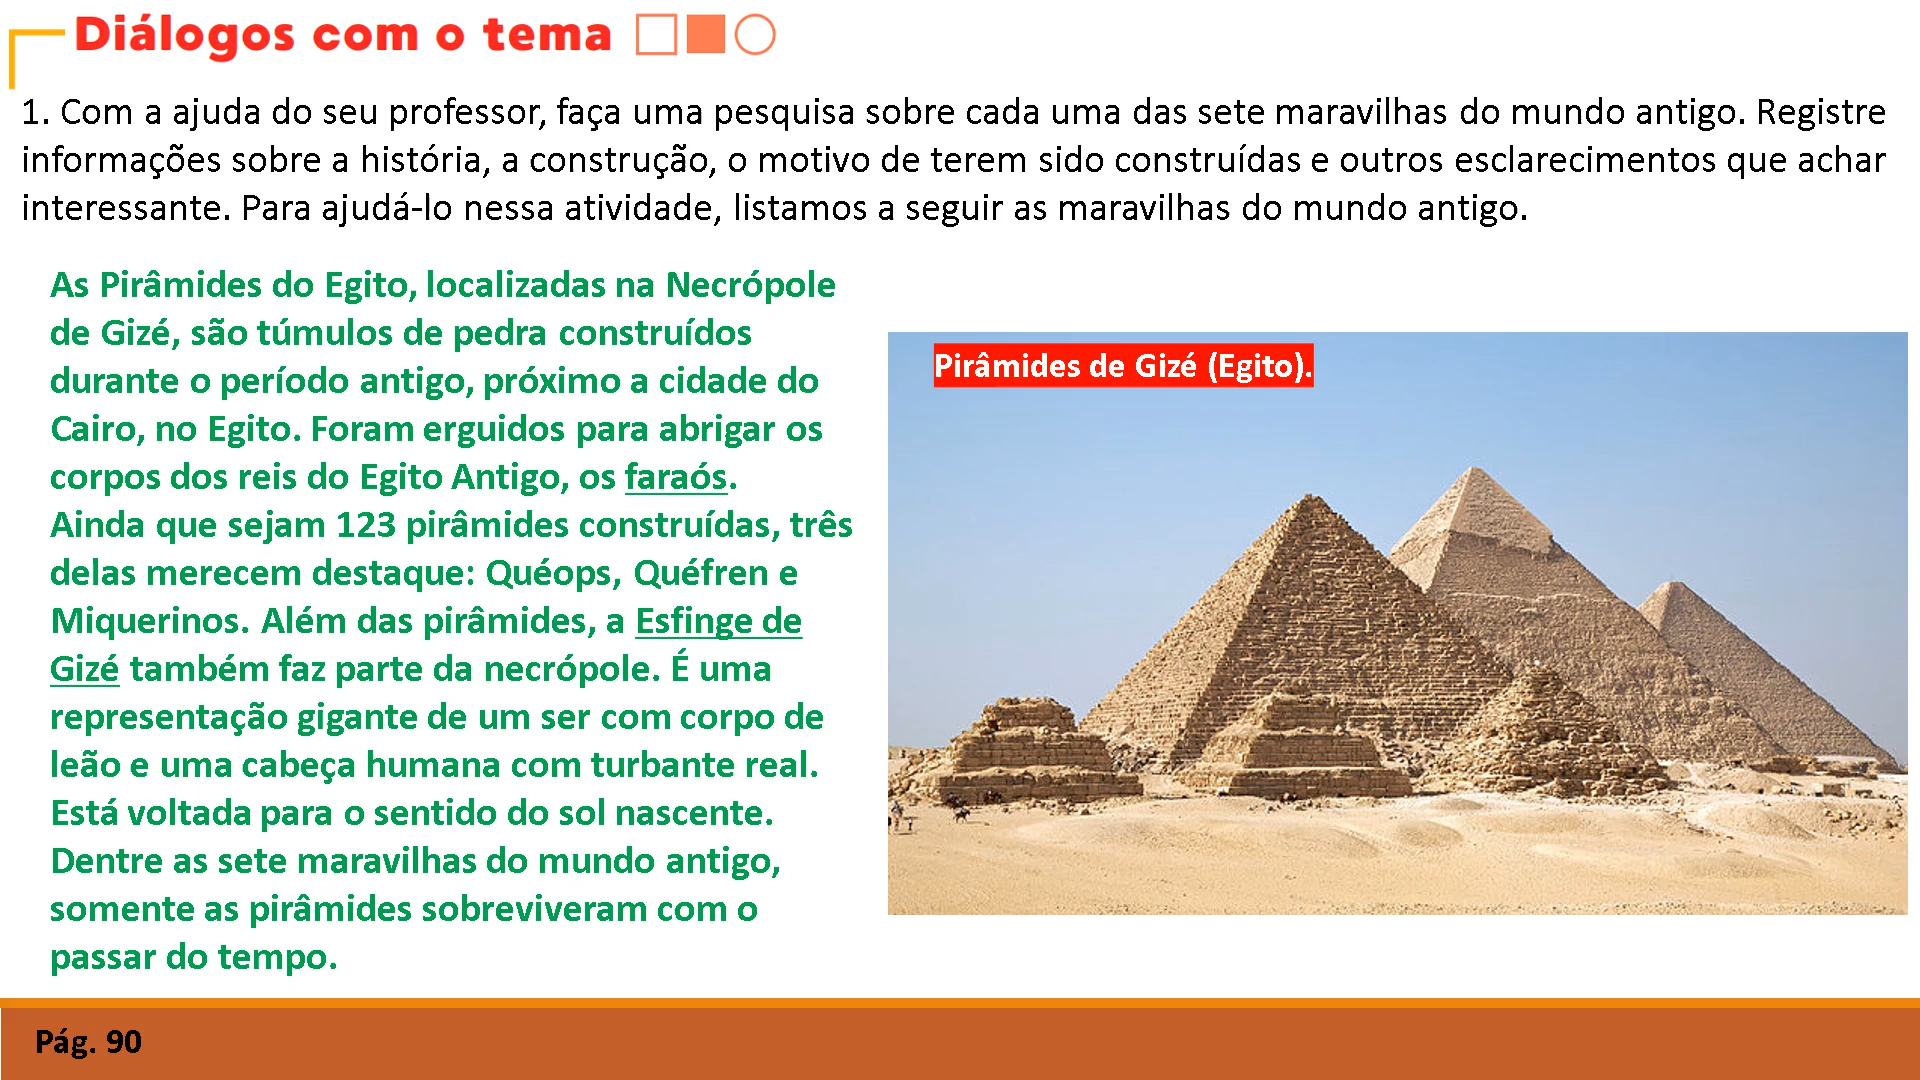 Diálogos com o tema
1. Com a ajuda do seu professor, faça uma pesquisa sobre cada uma das sete maravilhas do mundo antigo. Registre
informações sobre a história, a construção, o motivo de terem sido construídas e outros esclarecimentos que achar
interessante. Para ajudá-lo nessa atividade, listamos a seguir as maravilhas do mundo antigo.
As Pirâmides do Egito, localizadas na Necrópole
de Gizé, são túmulos de pedra construídos
durante o período antigo, próximo a cidade do
Cairo, no Egito. Foram erguidos para abrigar os
corpos dos reis do Egito Antigo, os faraós.
Ainda que sejam 123 pirâmides construídas, três
delas merecem destaque: Quéops, Quéfren e
Miquerinos. Além das pirâmides, a Esfinge de
Gizé também faz parte da necrópole. É uma
representação gigante de um ser com corpo de
leão e uma cabeça humana com turbante real.
Está voltada para o sentido do sol nascente.
Dentre as sete maravilhas do mundo antigo,
somente as pirâmides sobreviveram com o
passar do tempo.
Pirâmides de Gizé (Egito).
Pág. 90